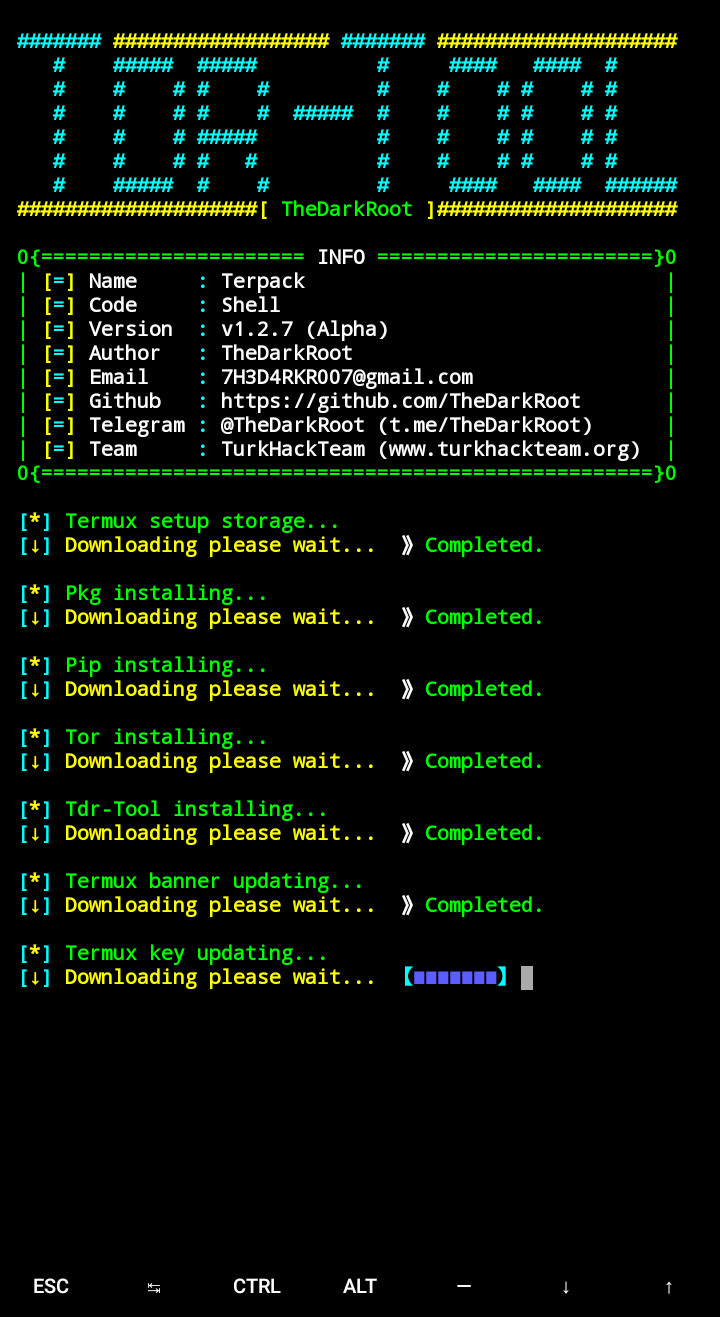 ####### ################## ####### ####################
   #    #####  #####          #     ####   ####  #
   #    #    # #    #         #    #    # #    # #
   #    #    # #    #  #####  #    #    # #    # #
   #    #    # #####          #    #    # #    # #
   #    #    # #   #          #    #    # #    # #
   #    #####  #    #         #     ####   ####  ######
####################[ TheDarkRoot ]####################
O{====================== INFO =======================}O
| [=] Name     : Terpack                              |
| [=] Code     : Shell                                |
| [=] Version  : v1.2.7 (Alpha)                       |
| [=] Author   : TheDarkRoot                          |
| [=] Email    : 7H3D4RKR007@gmail.com                |
| [=] Github   : https://github.com/TheDarkRoot       |
| [=] Telegram : @TheDarkRoot (t.me/TheDarkRoot)      |
| [=] Team     : TurkHackTeam (www.turkhackteam.org)  |
O{===================================================}O
[*] Termux setup storage...
[↓] Downloading please wait...  ⟫ Completed.
[*] Pkg installing...
[↓] Downloading please wait...  ⟫ Completed.
[*] Pip installing...
[↓] Downloading please wait...  ⟫ Completed.
[*] Tor installing...
[↓] Downloading please wait...  ⟫ Completed.
[*] Tdr-Tool installing...
[↓] Downloading please wait...  ⟫ Completed.
[*] Termux banner updating...
[↓] Downloading please wait...  ⟫ Completed.
[*] Termux key updating...
[↓] Downloading please wait...  【■■■■■■■】
ESC ↹ CTRL ALT ― ↓ ↑